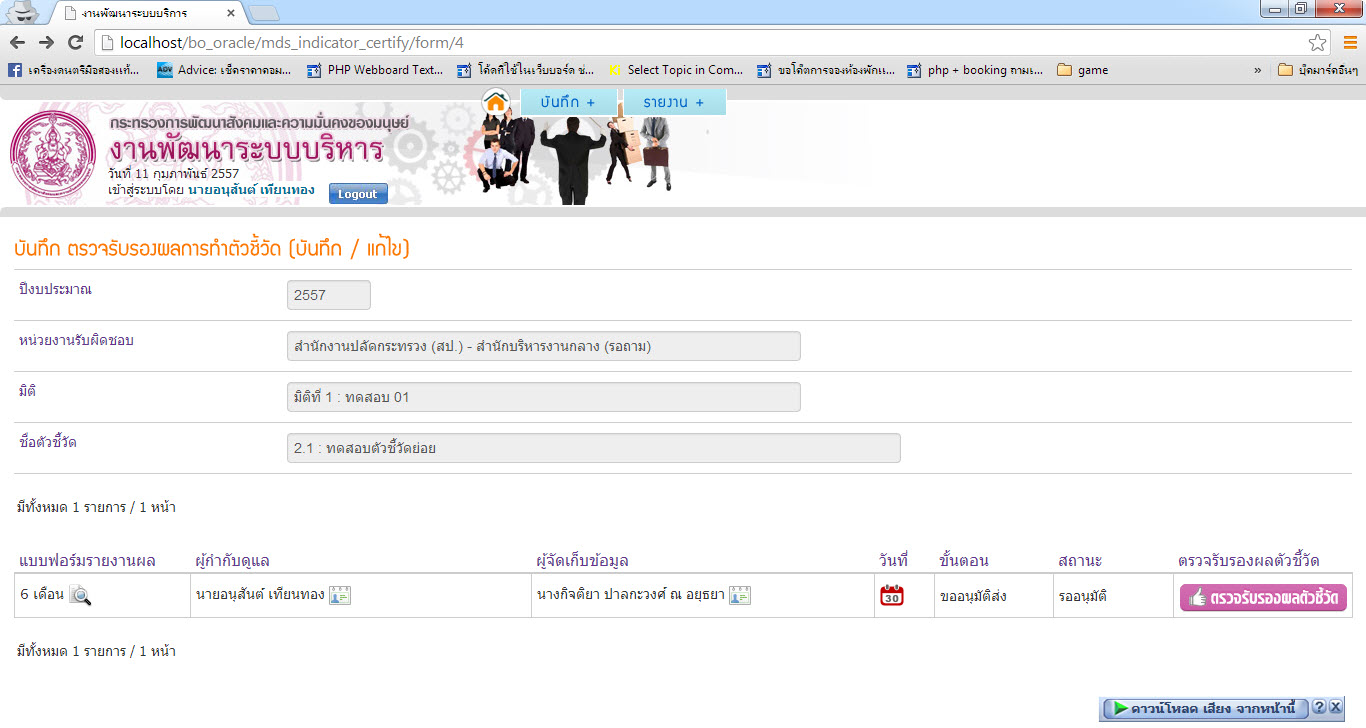 งานพัฒนาระบบบริการ
localhost/bo_oracle/mds_indicator_certify/form/4
เครื่องดนตรีมือสองแท้... Advice: เช็คราคาคอม... PHP Webboard Text... โค้ดที่ใช้ในเว็บบอร์ด ช่... Select Topic in Com... ขอโค๊ตการจองห้องพักแ... php + booking ถามเ... game » บุ๊คมาร์คอื่นๆ
บันทึก + รายงาน +
กระทรวงการพัฒนาสังคมและความมั่นคงของมนุษย์
งานพัฒนาระบบบริหาร
วันที่ 11 กุมภาพันธ์ 2557
เข้าสู่ระบบโดย นายอนุสันต์ เทียนทอง Logout
บันทึก ตรวจรับรองผลการทำตัวชี้วัด (บันทึก / แก้ไข)
ปีงบประมาณ 2557
หน่วยงานรับผิดชอบ สำนักงานปลัดกระทรวง (สป.) - สำนักบริหารงานกลาง (รอถาม)
มิติ มิติที่ 1 : ทดสอบ 01
ชื่อตัวชี้วัด 2.1 : ทดสอบตัวชี้วัดย่อย
มีทั้งหมด 1 รายการ / 1 หน้า
แบบฟอร์มรายงานผล ผู้กำกับดูแล ผู้จัดเก็บข้อมูล วันที่ ขั้นตอน สถานะ ตรวจรับรองผลตัวชี้วัด
6 เดือน นายอนุสันต์ เทียนทอง นางกิจติยา ปาลกะวงศ์ ณ อยุธยา 30 ขออนุมัติส่ง รออนุมัติ ตรวจรับรองผลตัวชี้วัด
มีทั้งหมด 1 รายการ / 1 หน้า
ดาวน์โหลด เสียง จากหน้านี้ ? X